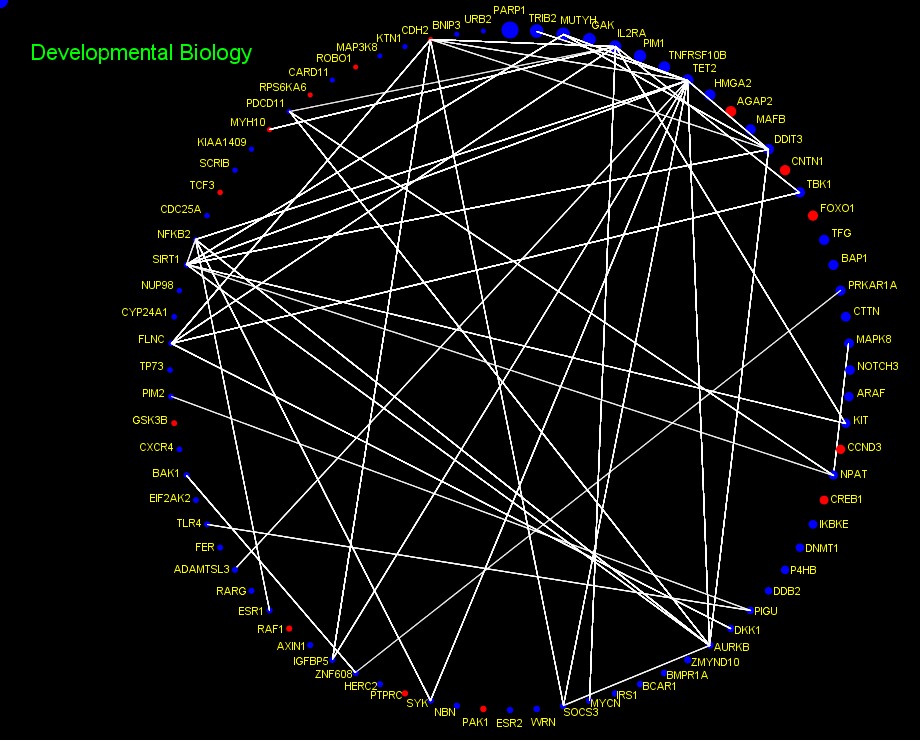 Developmental Biology
PARP1
TRIB2
MUTYH
GAK
IL2RA
PIM1
TNFRSF10B
TET2
HMGA2
AGAP2
MAFB
DDIT3
CNTN1
TBK1
FOXO1
TFG
BAP1
PRKAR1A
CTTN
MAPK8
NOTCH3
ARAF
KIT
CCND3
NPAT
CREB1
IKBKE
DNMT1
P4HB
DDB2
PIGU
DKK1
AURKB
ZMYND10
BMPR1A
BCAR1
IRS1
MYCN
SOCS3
WRN
ESR2
PAK1
NBN
SYK
PTPRC
HERC2
ZNF608
IGFBP5
AXIN1
RAF1
ESR1
RARG
ADAMTSL3
FER
TLR4
EIF2AK2
BAK1
CXCR4
GSK3B
PIM2
TP73
FLNC
CYP24A1
NUP98
SIRT1
NFKB2
CDC25A
TCF3
SCRIB
KIAA1409
MYH10
PDCD11
RPS6KA6
CARD11
ROBO1
MAP3K8
KTN1
CDH2
BNIP3
URB2